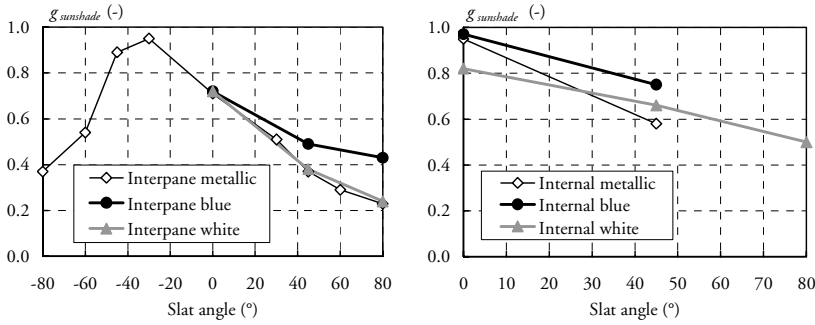 g sunshade (-)
1.0
0.8
0.6
0.4
0.2
0.0
Interpane metallic
Interpane blue
Interpane white
-80 -60 -40 -20 0 20 40 60 80
Slat angle (°)
g sunshade (-)
1.0
0.8
0.6
0.4
0.2
0.0
Internal metallic
Internal blue
Internal white
0 10 20 30 40 50 60 70 80
Slat angle (°)